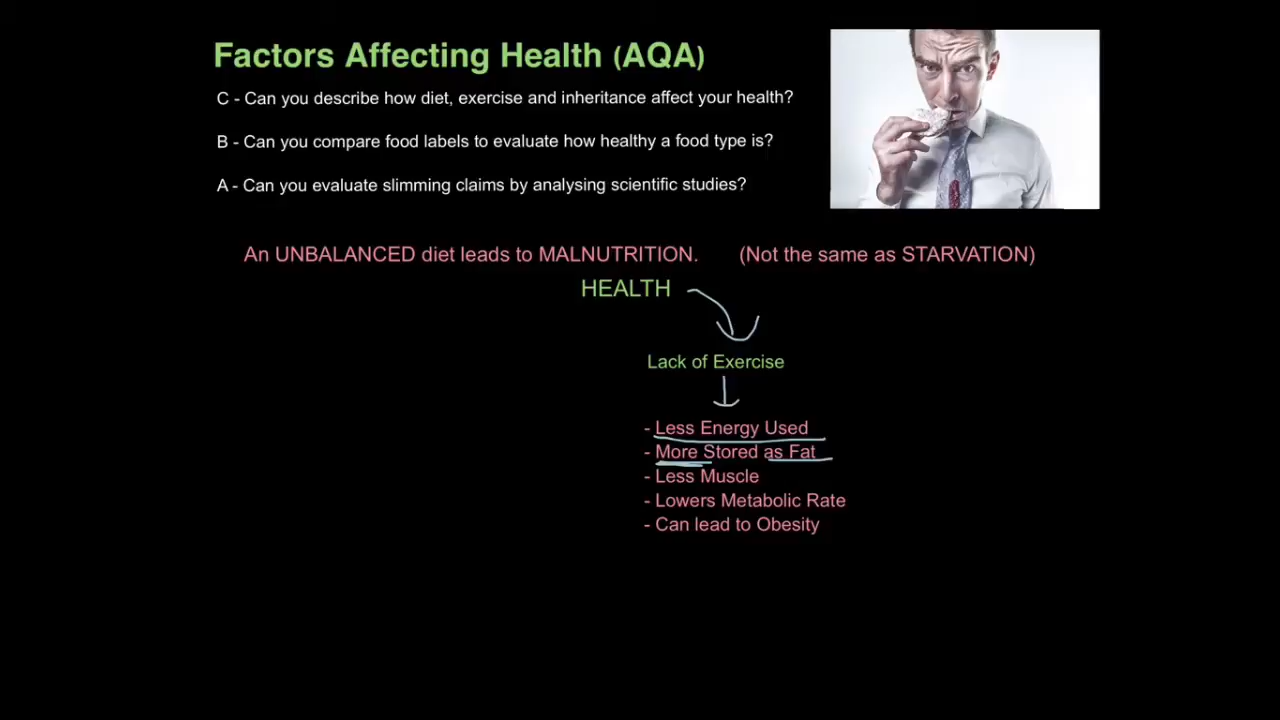 Factors Affecting Health (AQA)
C - Can you describe how diet, exercise and inheritance affect your health?
B - Can you compare food labels to evaluate how healthy a food type is?
A - Can you evaluate slimming claims by analysing scientific studies?
An UNBALANCED diet leads to MALNUTRITION. (Not the same as STARVATION)
HEALTH
Lack of Exercise
- Less Energy Used
- More Stored as Fat
- Less Muscle
- Lowers Metabolic Rate
- Can lead to Obesity